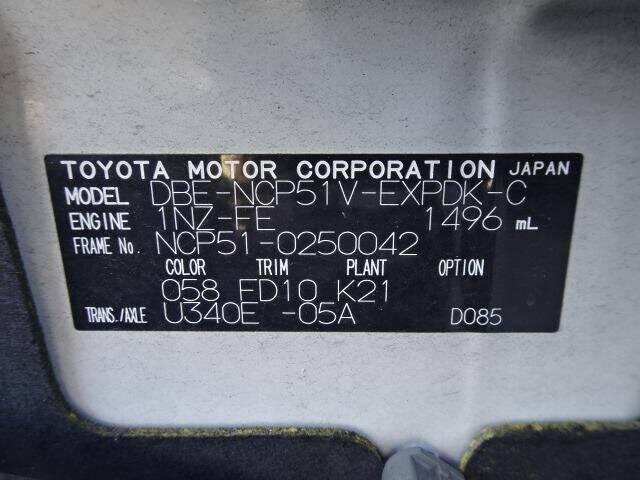 TOYOTA MOTOR CORPORATION JAPAN
MODEL DBE-NCP51V-EXPDK-C
ENGINE 1NZ-FE 1496 mL
FRAME No. NCP51-0250042
COLOR TRIM PLANT OPTION
058 FD10 K21
TRANS./AXLE U340E -05A D085